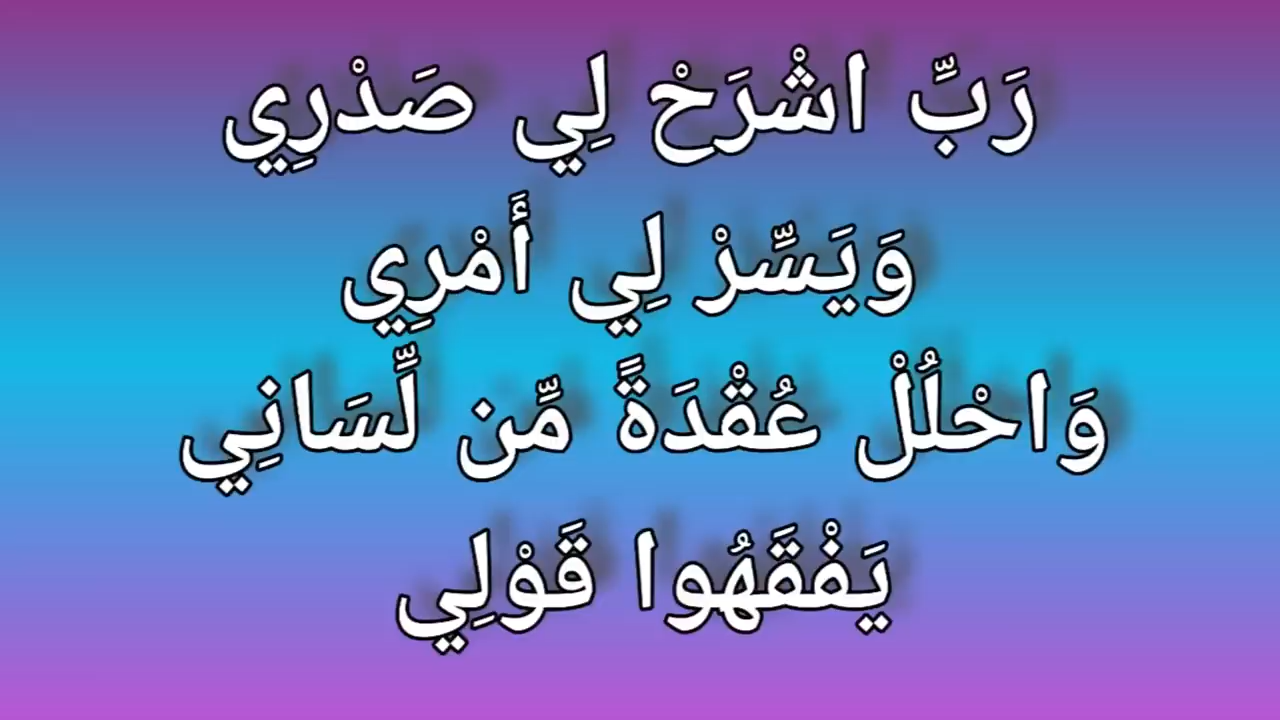 رَبِّ اشْرَحْ لِي صَدْرِي
وَيَسِّرْ لِي أَمْرِي
وَاحْلُلْ عُقْدَةً مِّن لِّسَانِي
يَفْقَهُوا قَوْلِي